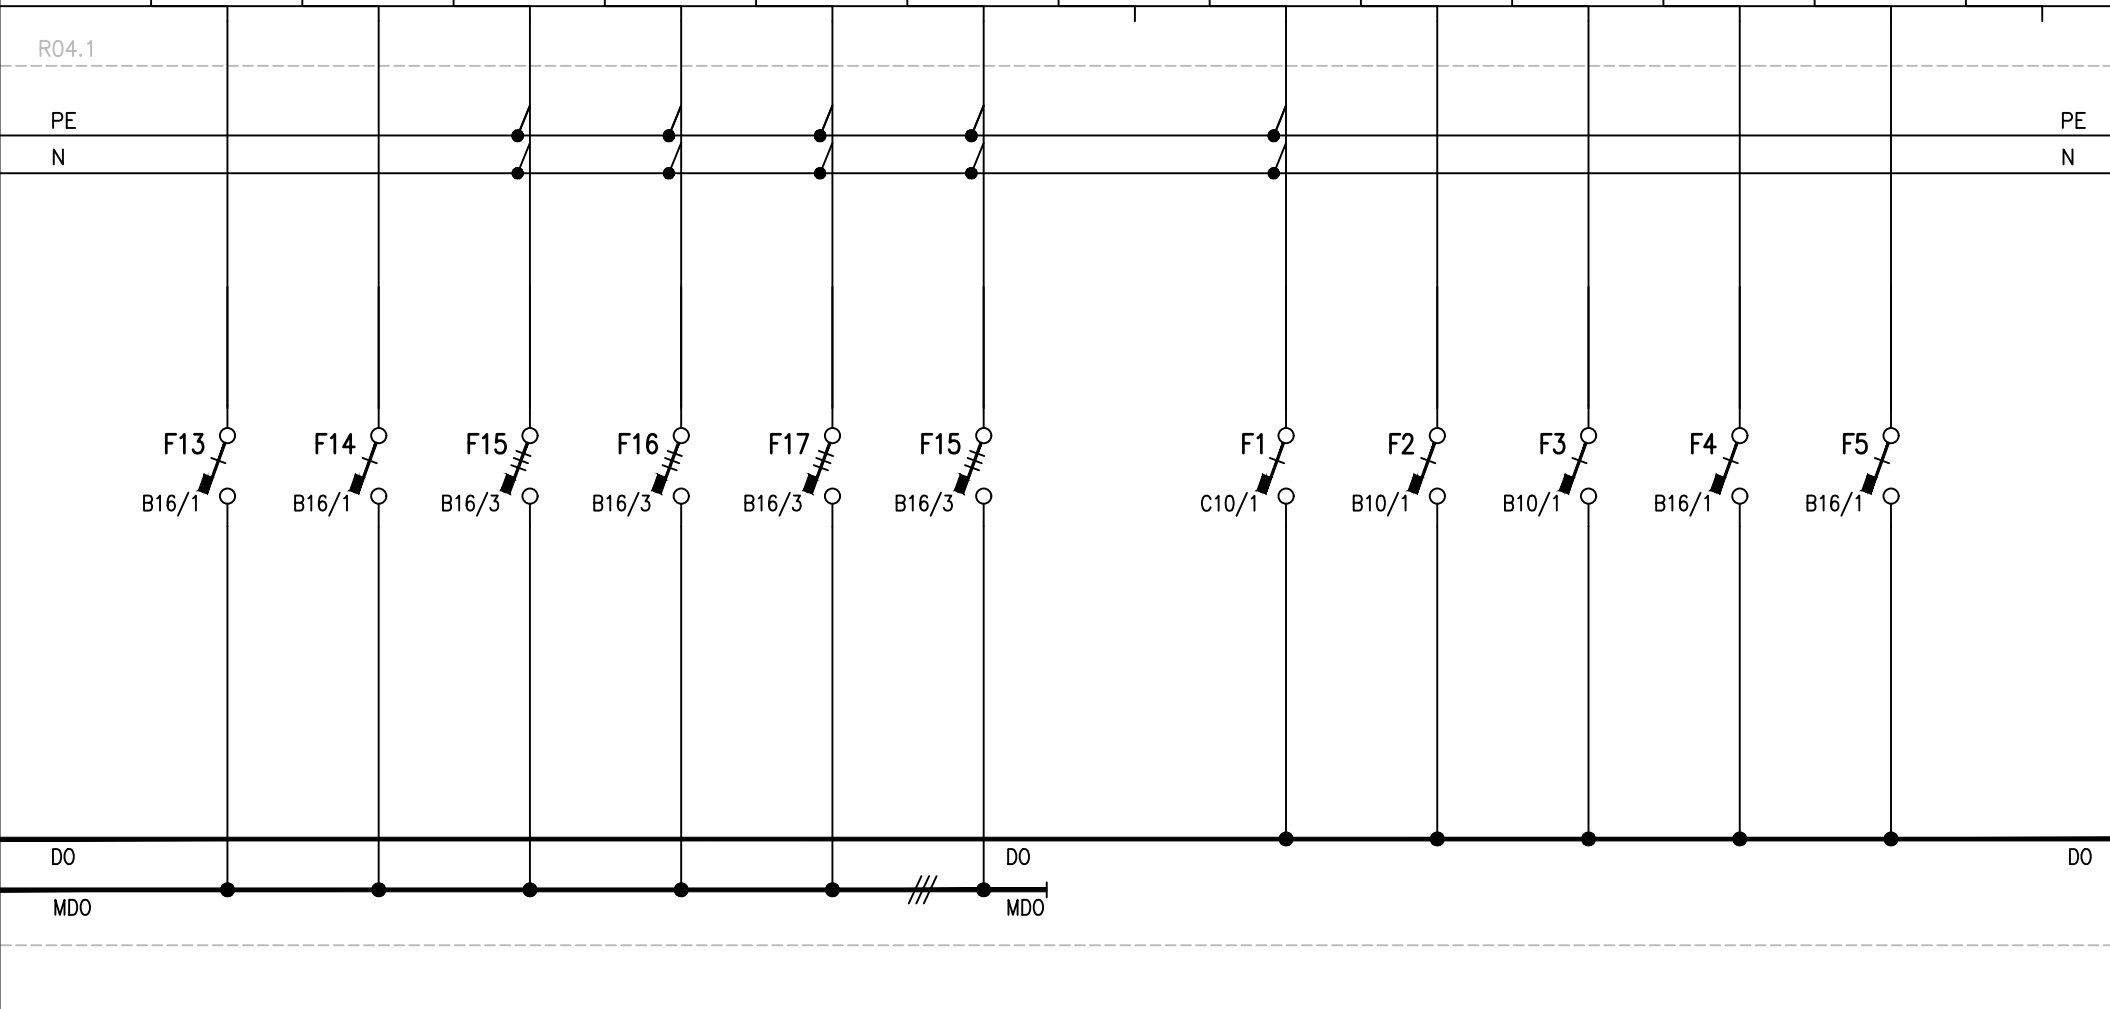 R04.1
PE PE
N N
F13 F14 F15 F16 F17 F15 F1 F2 F3 F4 F5
B16/1 B16/1 B16/3 B16/3 B16/3 B16/3 C10/1 B10/1 B10/1 B16/1 B16/1
DO DO DO
MDO MDO